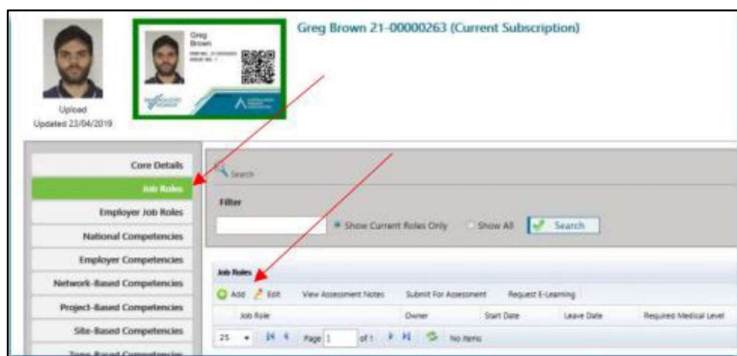 Greg Brown 21-00000263 (Current Subscription)
Greg
Brown
Upload
Updated 23/04/2019
Core Details
Job Roles
Employer Job Roles
National Competencies
Employer Competencies
Network-Based Competencies
Project-Based Competencies
Site-Based Competencies
Zone-Based Competencies
Search
Filter
Show Current Roles Only Show All Search
Job Roles
Add Edit View Assessment Notes Submit For Assessment Request E-Learning
Job Role Owner Start Date Leave Date Required Medical Level
25 Page 1 of 1 No items